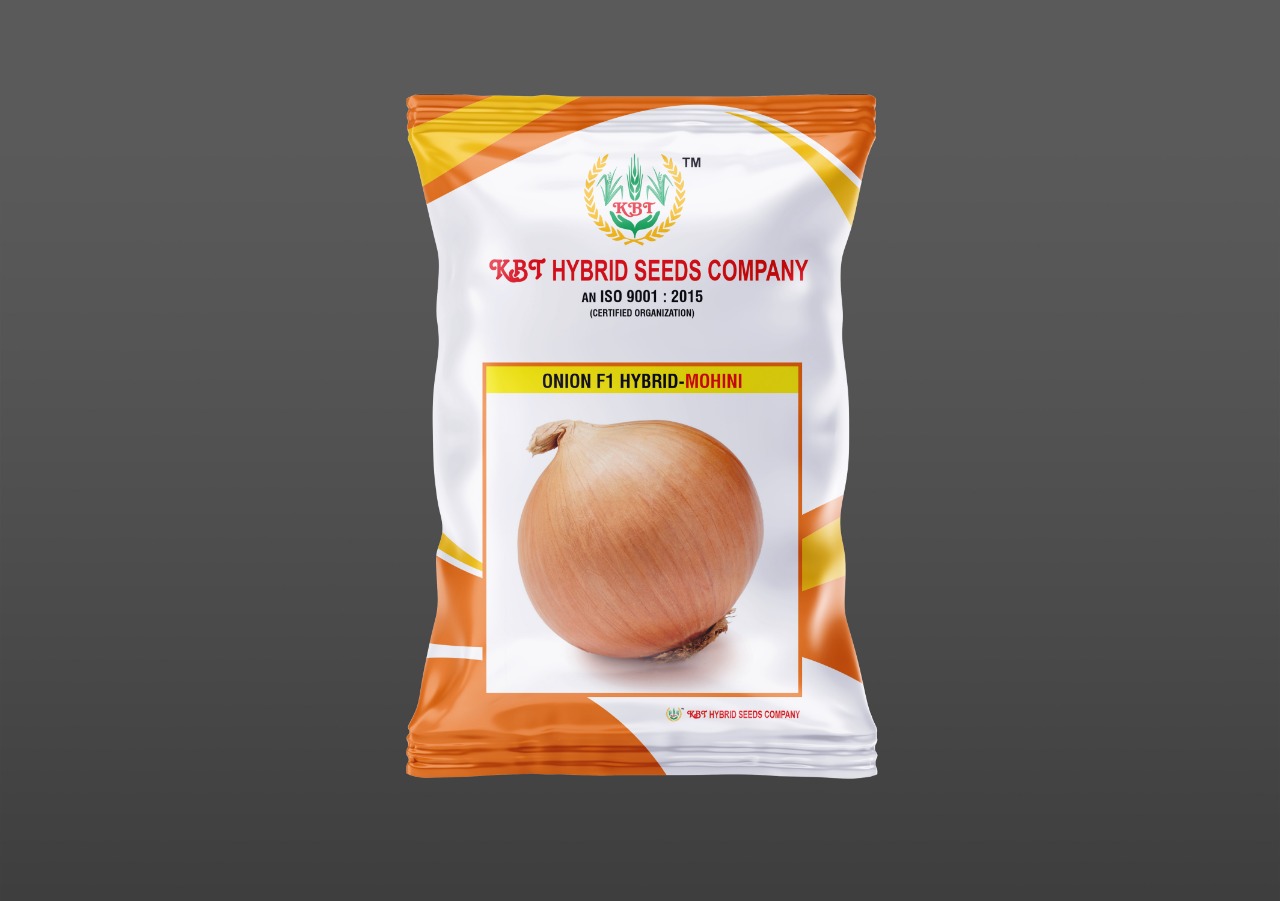 KBT
TM
KBT HYBRID SEEDS COMPANY
AN ISO 9001 : 2015
(CERTIFIED ORGANIZATION)
ONION F1 HYBRID-MOHINI
KBT HYBRID SEEDS COMPANY